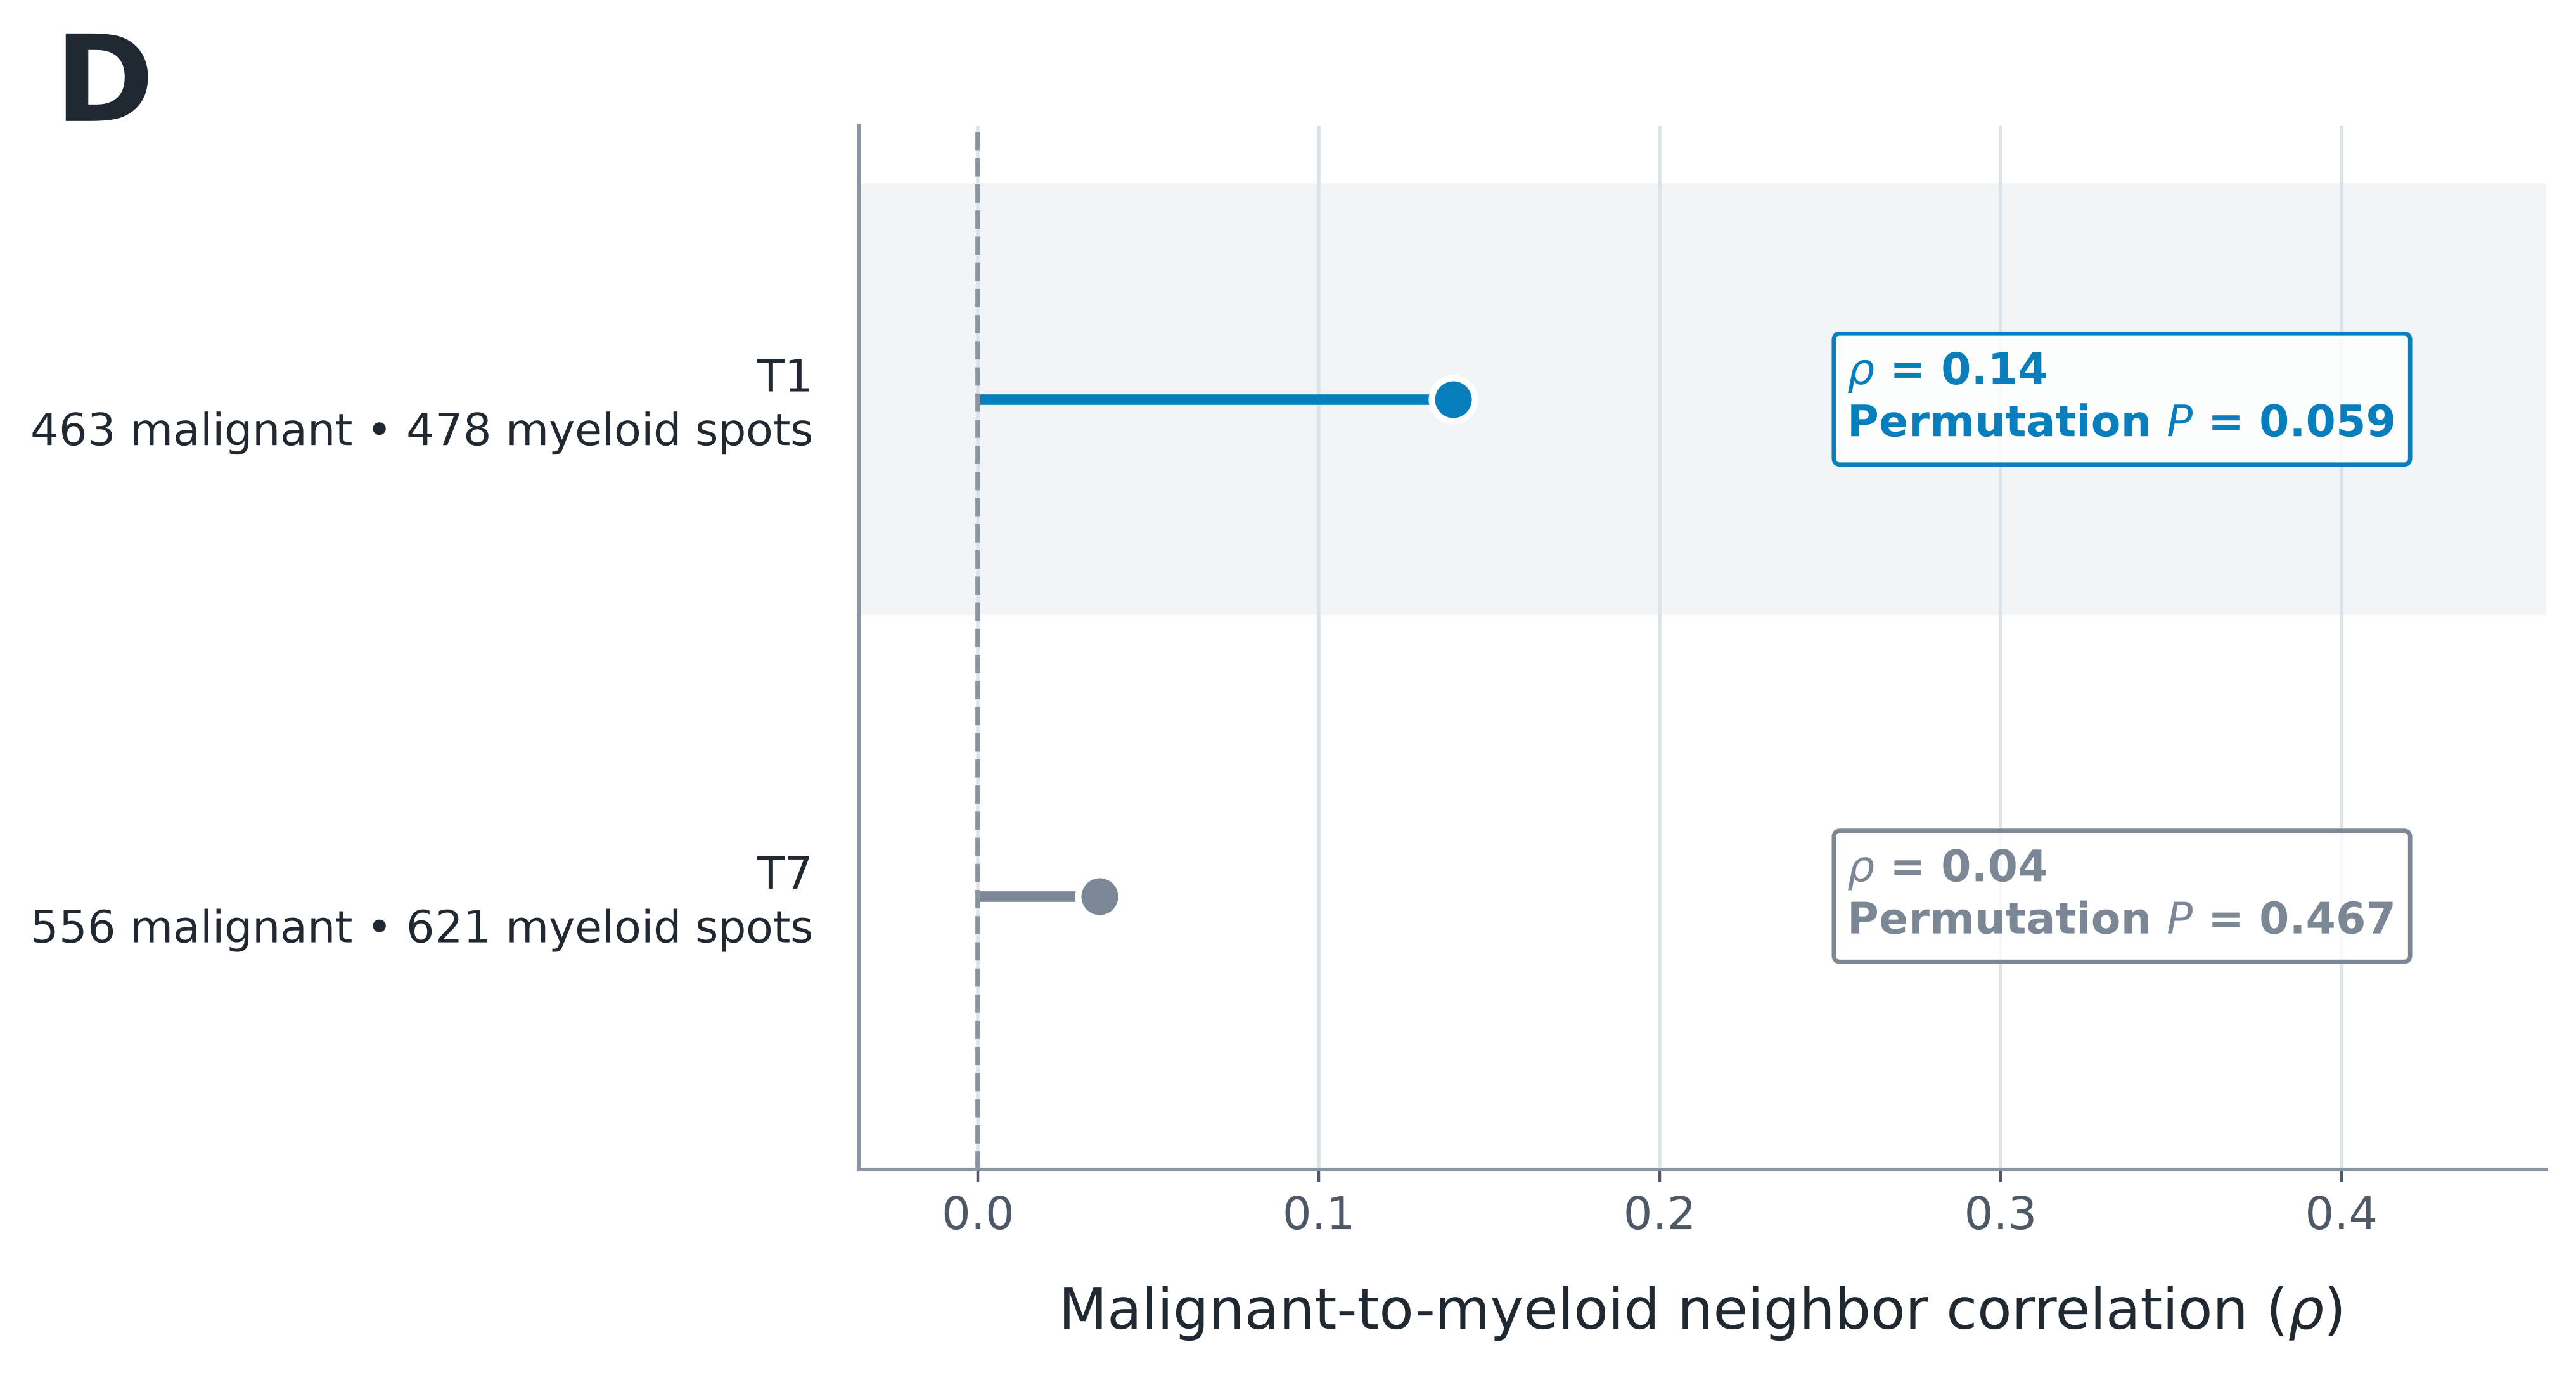 D
T1
463 malignant • 478 myeloid spots
ρ = 0.14
Permutation P = 0.059
T7
556 malignant • 621 myeloid spots
ρ = 0.04
Permutation P = 0.467
0.0 0.1 0.2 0.3 0.4
Malignant-to-myeloid neighbor correlation (ρ)